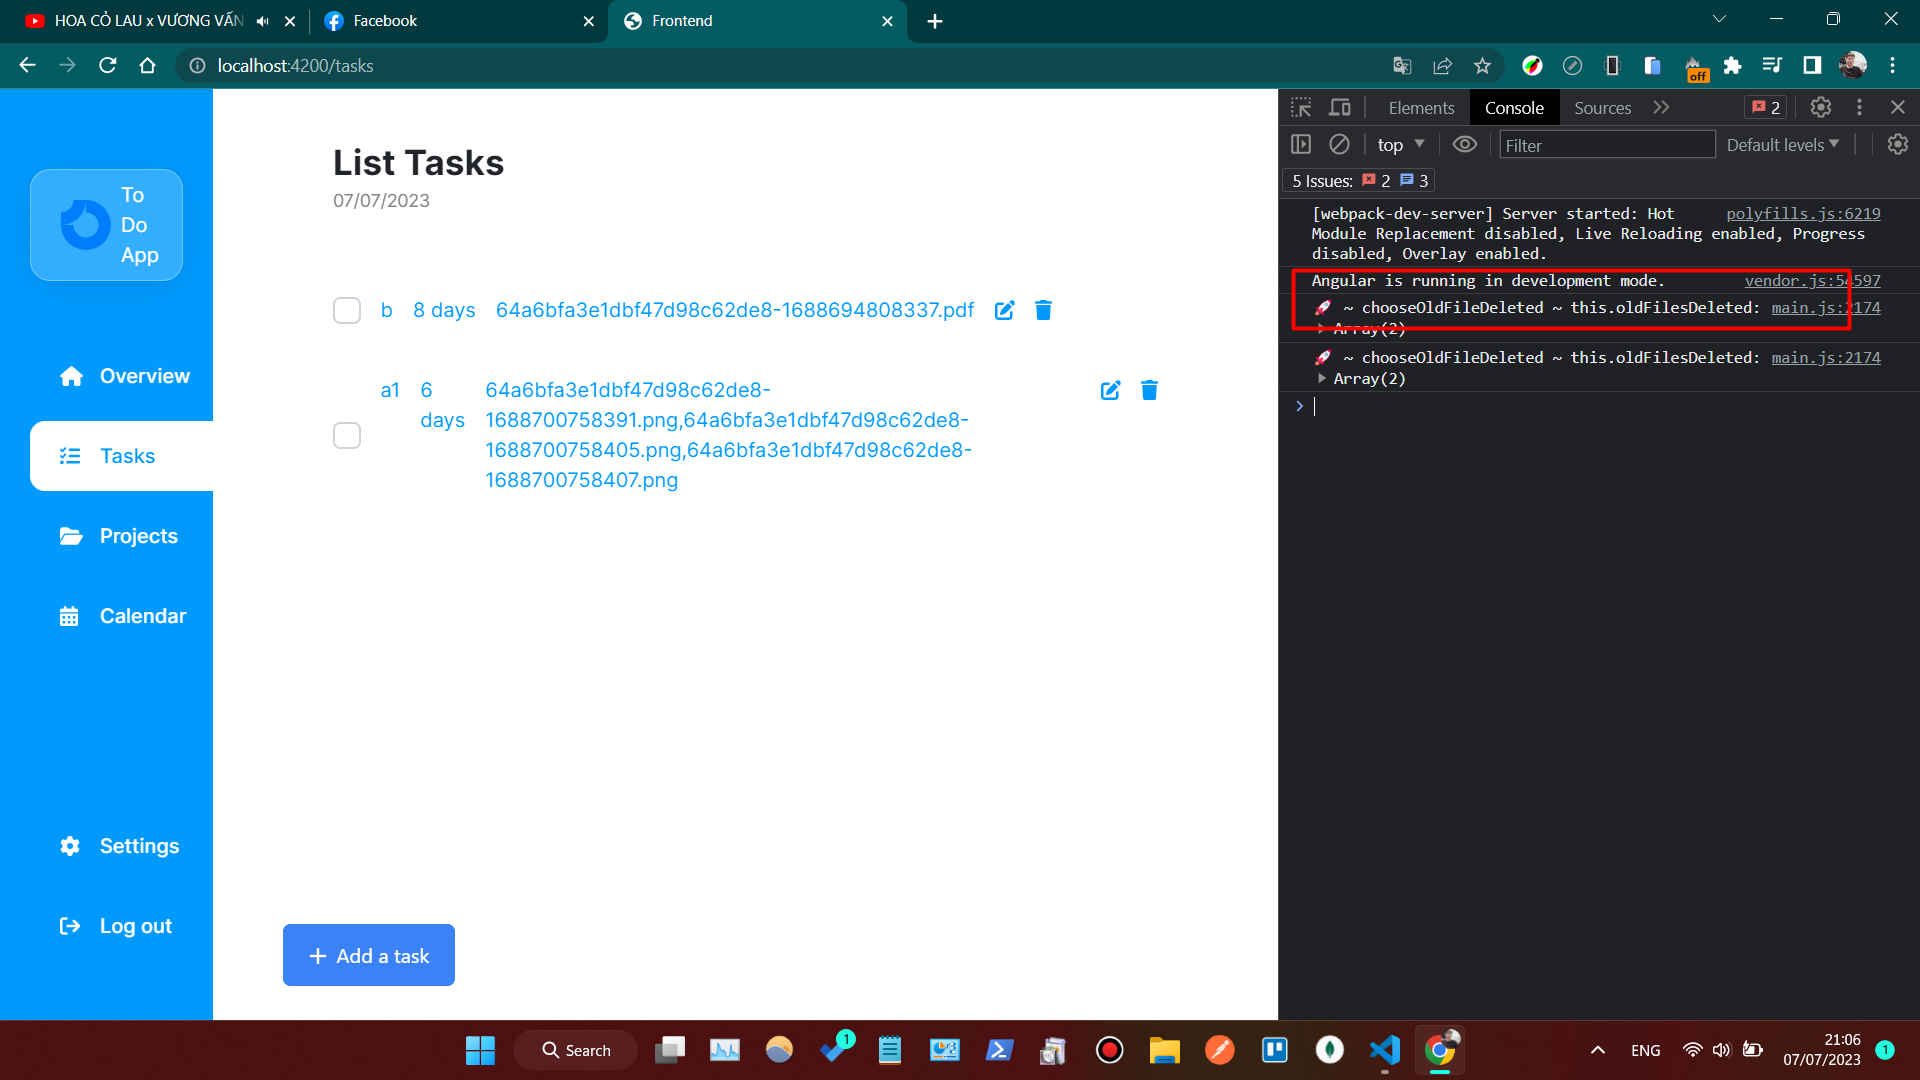 HOA CỎ LAU x VƯƠNG VẤN
Facebook
Frontend
localhost:4200/tasks
off
Elements
Console
Sources
2
top
Filter
Default levels
5 Issues:
2
3
[webpack-dev-server] Server started: Hot
polyfills.js:6219
Module Replacement disabled, Live Reloading enabled, Progress
disabled, Overlay enabled.
Angular is running in development mode.
vendor.js:54597
🚀 ~ chooseOldFileDeleted ~ this.oldFilesDeleted:
main.js:2174
Array(2)
🚀 ~ chooseOldFileDeleted ~ this.oldFilesDeleted:
main.js:2174
Array(2)
To
Do
App
Overview
Tasks
Projects
Calendar
Settings
Log out
List Tasks
07/07/2023
b
8 days
64a6bfa3e1dbf47d98c62de8-1688694808337.pdf
a1
6
days
64a6bfa3e1dbf47d98c62de8-
1688700758391.png,64a6bfa3e1dbf47d98c62de8-
1688700758405.png,64a6bfa3e1dbf47d98c62de8-
1688700758407.png
+ Add a task
Search
1
ENG
21:06
07/07/2023
1